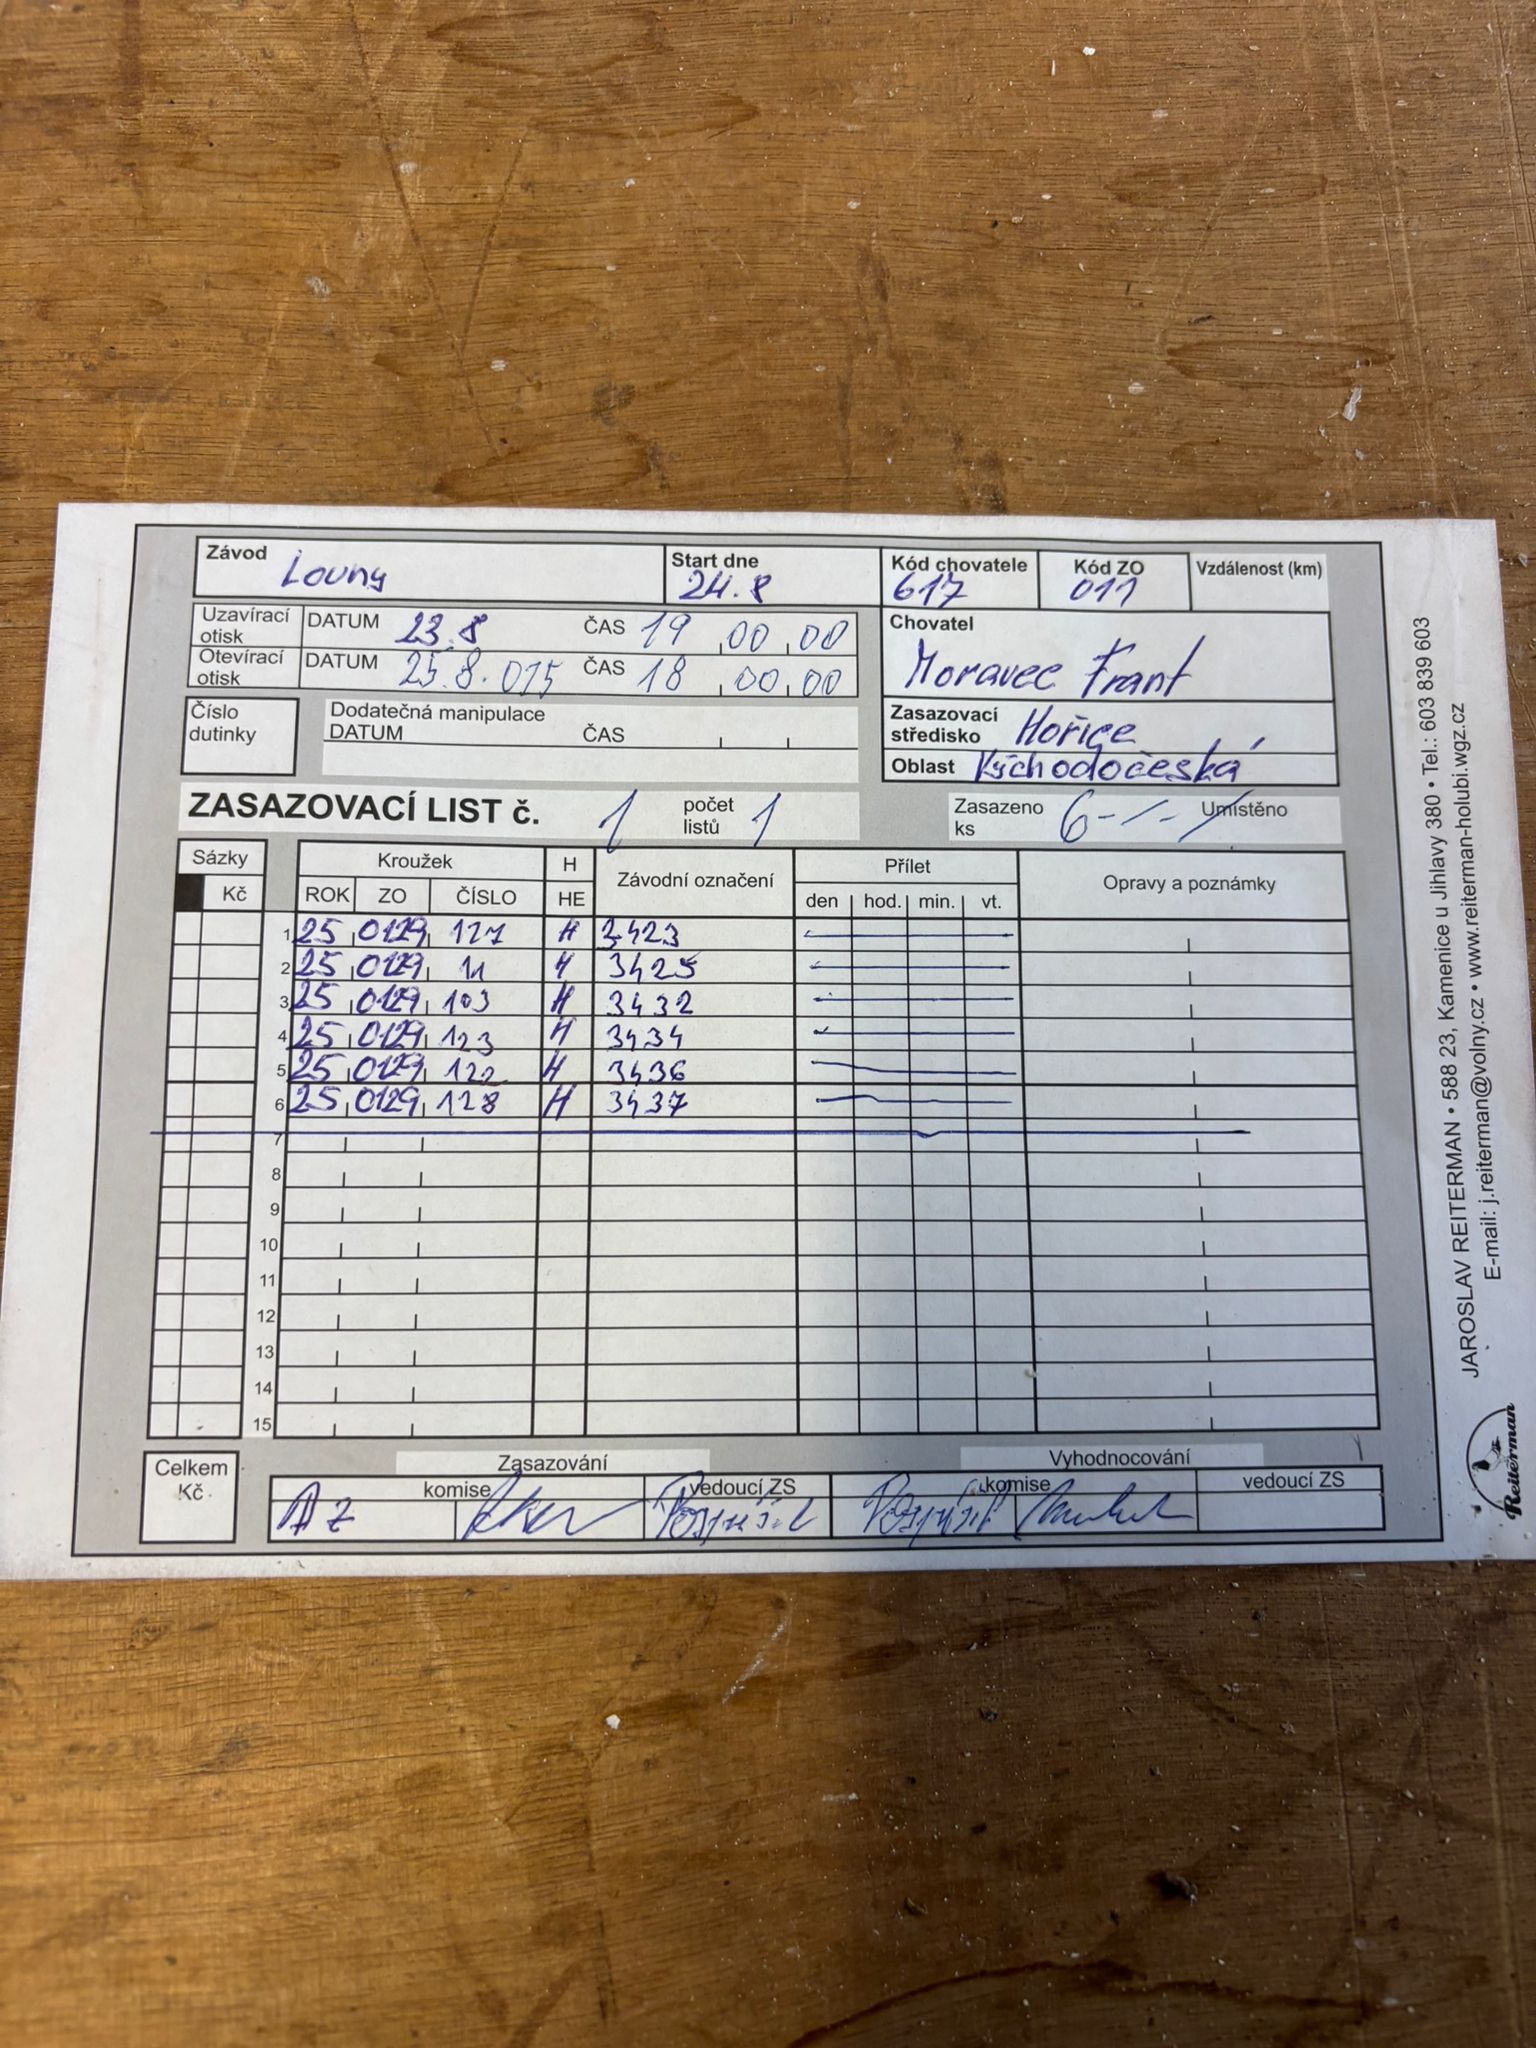 Závod Louny Start dne 24.8 Kód chovatele 617 Kód ZO 011 Vzdálenost (km)
Uzavírací otisk DATUM 23.8 ČAS 19 00 00
Otevírací otisk DATUM 25.8.015 ČAS 18 00 00
Chovatel
Moravec Frant
Číslo dutinky
Dodatečná manipulace
DATUM ČAS
Zasazovací středisko Hořice
Oblast Východočeská
ZASAZOVACÍ LIST č. 1 počet listů 1 Zasazeno ks 6 - / - / Umístěno
Sázky Kroužek H Závodní označení Přílet Opravy a poznámky
Kč ROK ZO ČÍSLO HE den hod. min. vt.
1 25 0129 127 H 3423
2 25 0129 11 H 3425
3 25 0129 103 H 3432
4 25 0129 123 H 3434
5 25 0129 122 H 3436
6 25 0129 128 H 3437
7
8
9
10
11
12
13
14
15
Celkem Kč
Zasazování Vyhodnocování
komise vedoucí ZS komise vedoucí ZS
JAROSLAV REITERMAN • 588 23, Kamenice u Jihlavy 380 • Tel.: 603 839 603
E-mail: j.reiterman@volny.cz • www.reiterman-holubi.wgz.cz
Reiterman